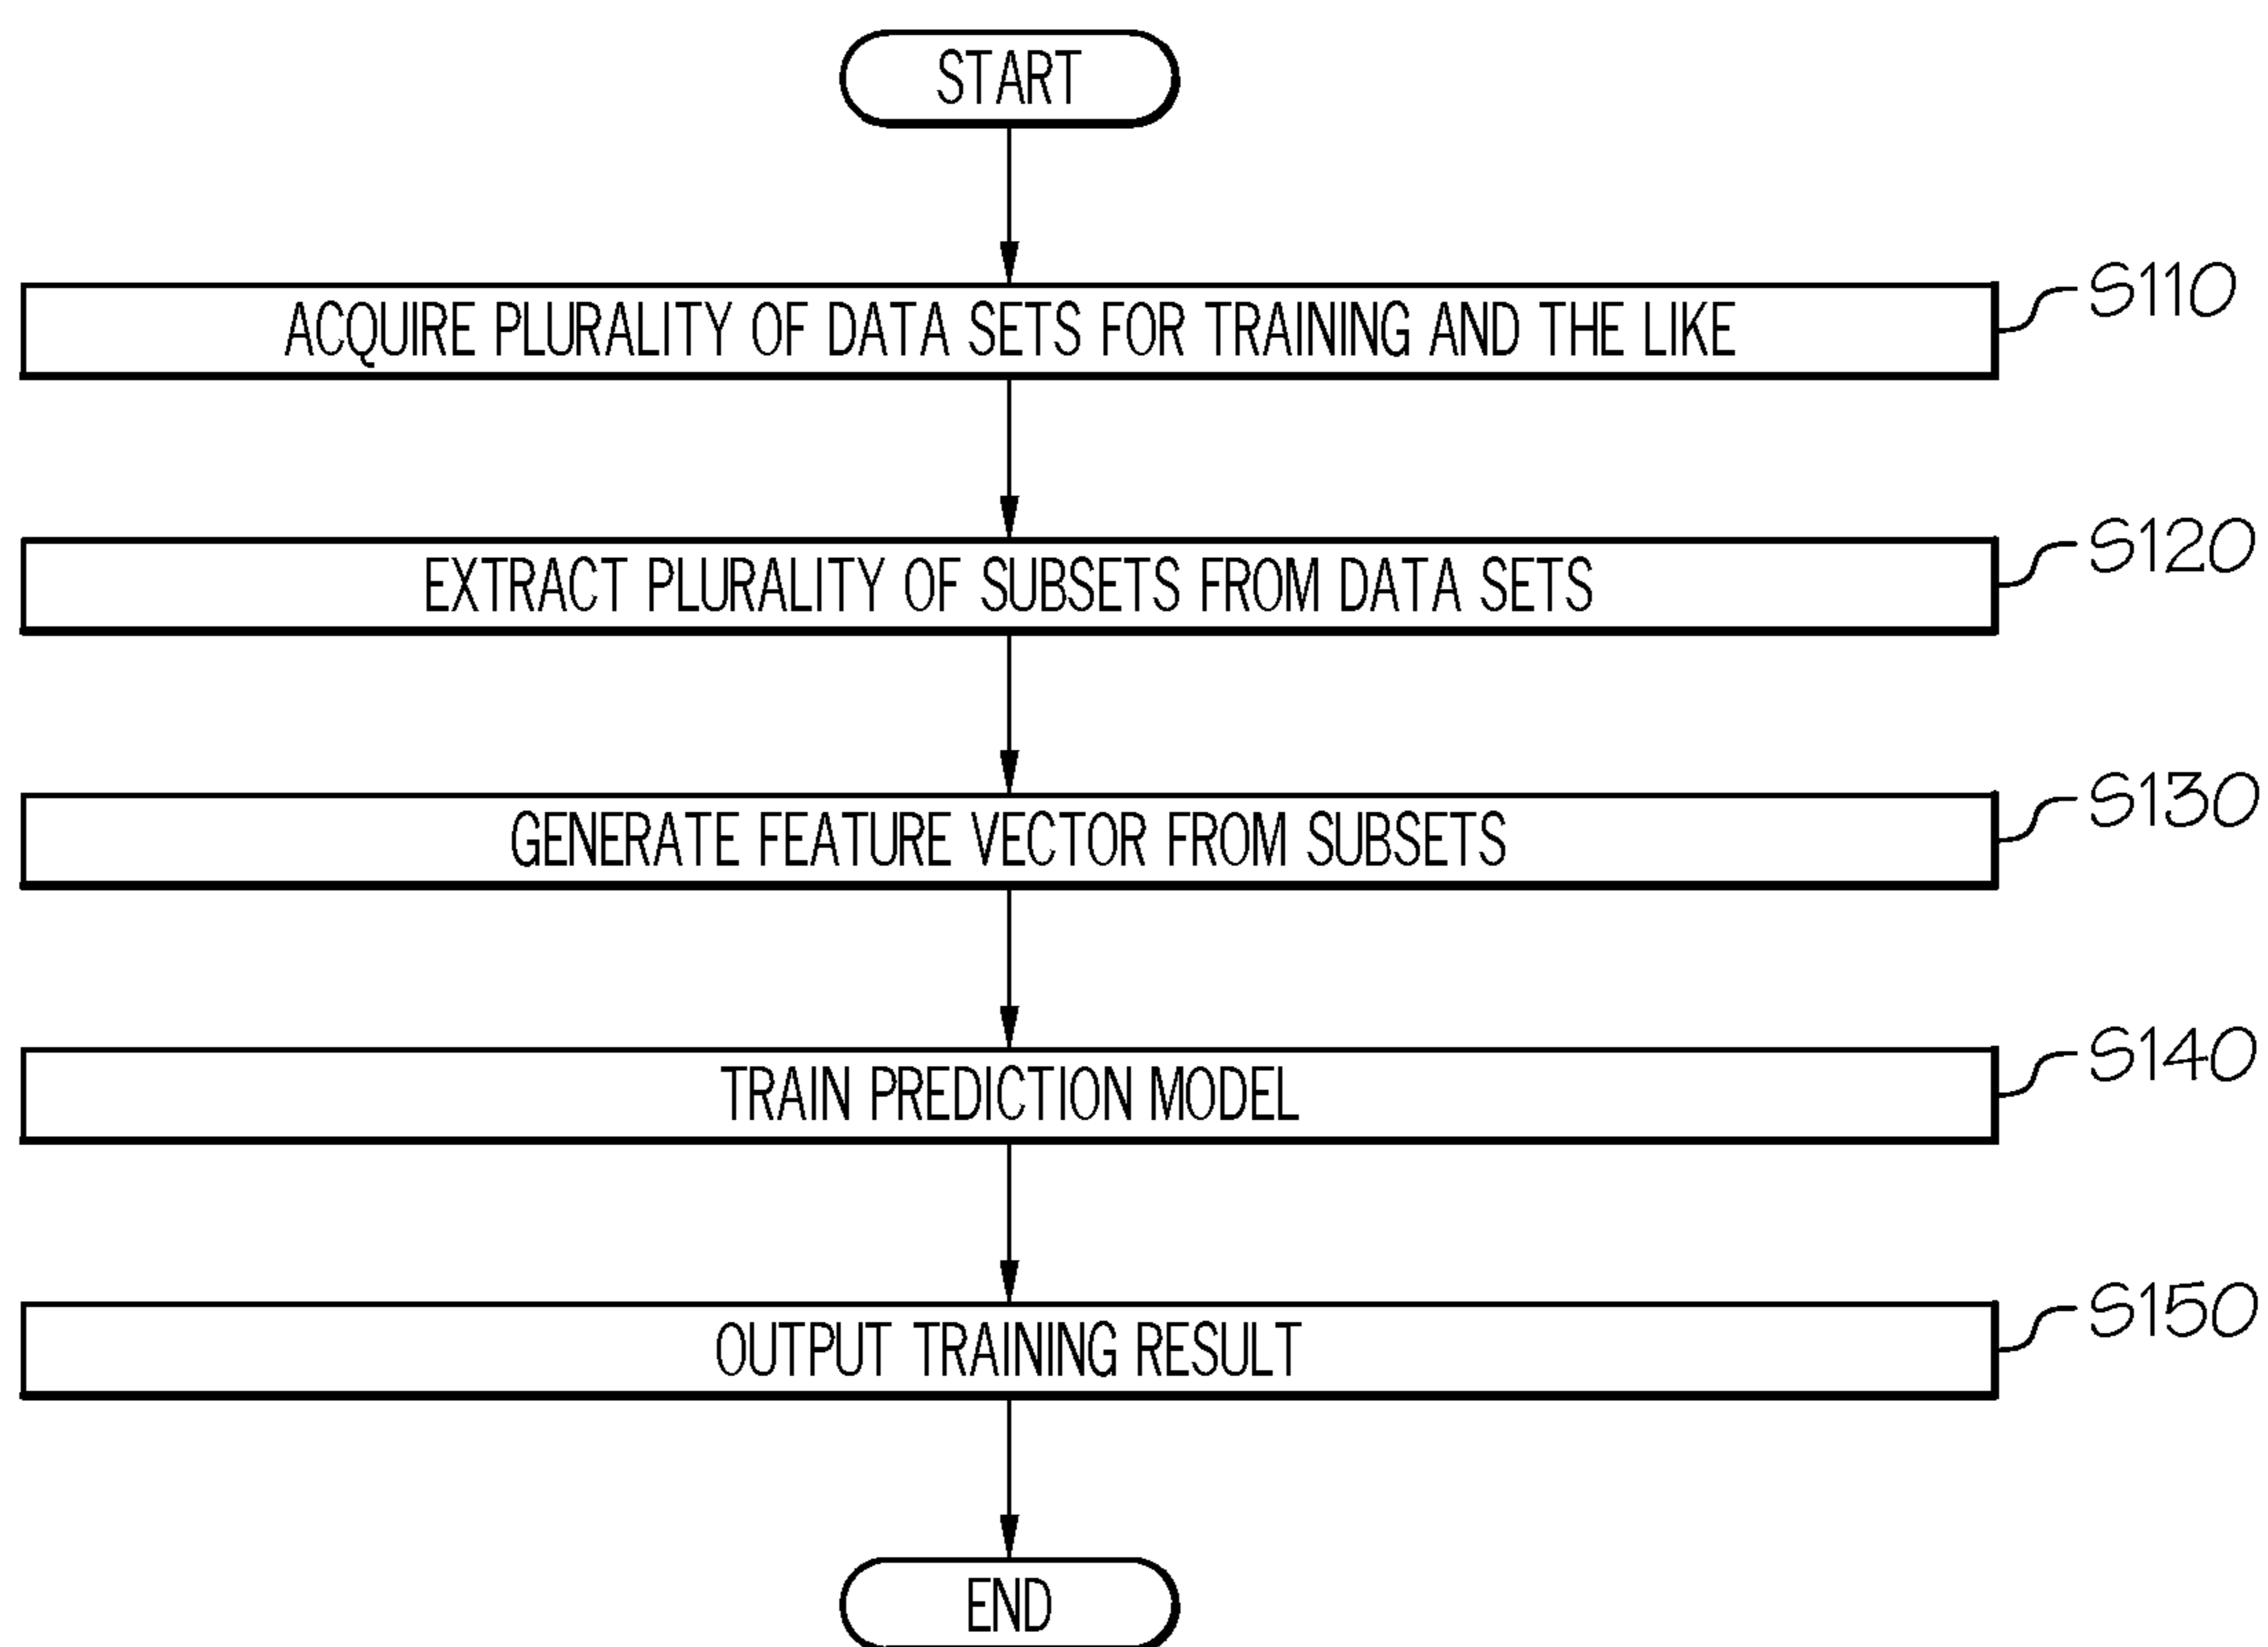 START
ACQUIRE PLURALITY OF DATA SETS FOR TRAINING AND THE LIKE
S110
EXTRACT PLURALITY OF SUBSETS FROM DATA SETS
S120
GENERATE FEATURE VECTOR FROM SUBSETS
S130
TRAIN PREDICTION MODEL
S140
OUTPUT TRAINING RESULT
S150
END